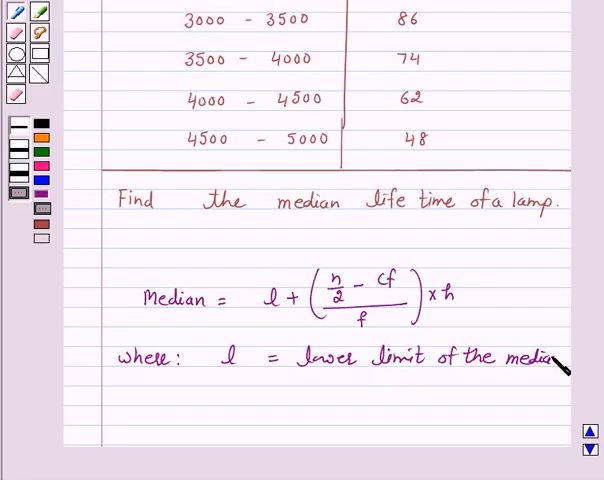 3000 - 3500 86
3500 - 4000 74
4000 - 4500 62
4500 - 5000 48
Find the median life time of a lamp.
Median = l + ( (n/2 - cf) / f ) × h
where: l = lower limit of the media